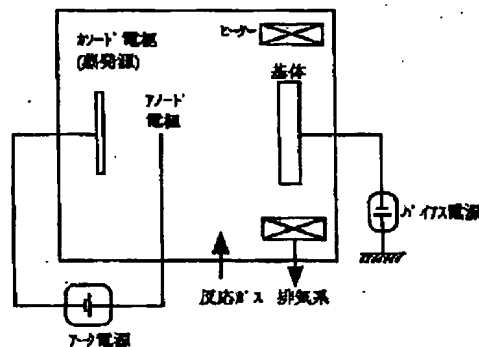 カソード電極
(蒸発源)
アノード
電極
ヒーター
基体
バイアス電源
反応ガス
排気系
アーク電源